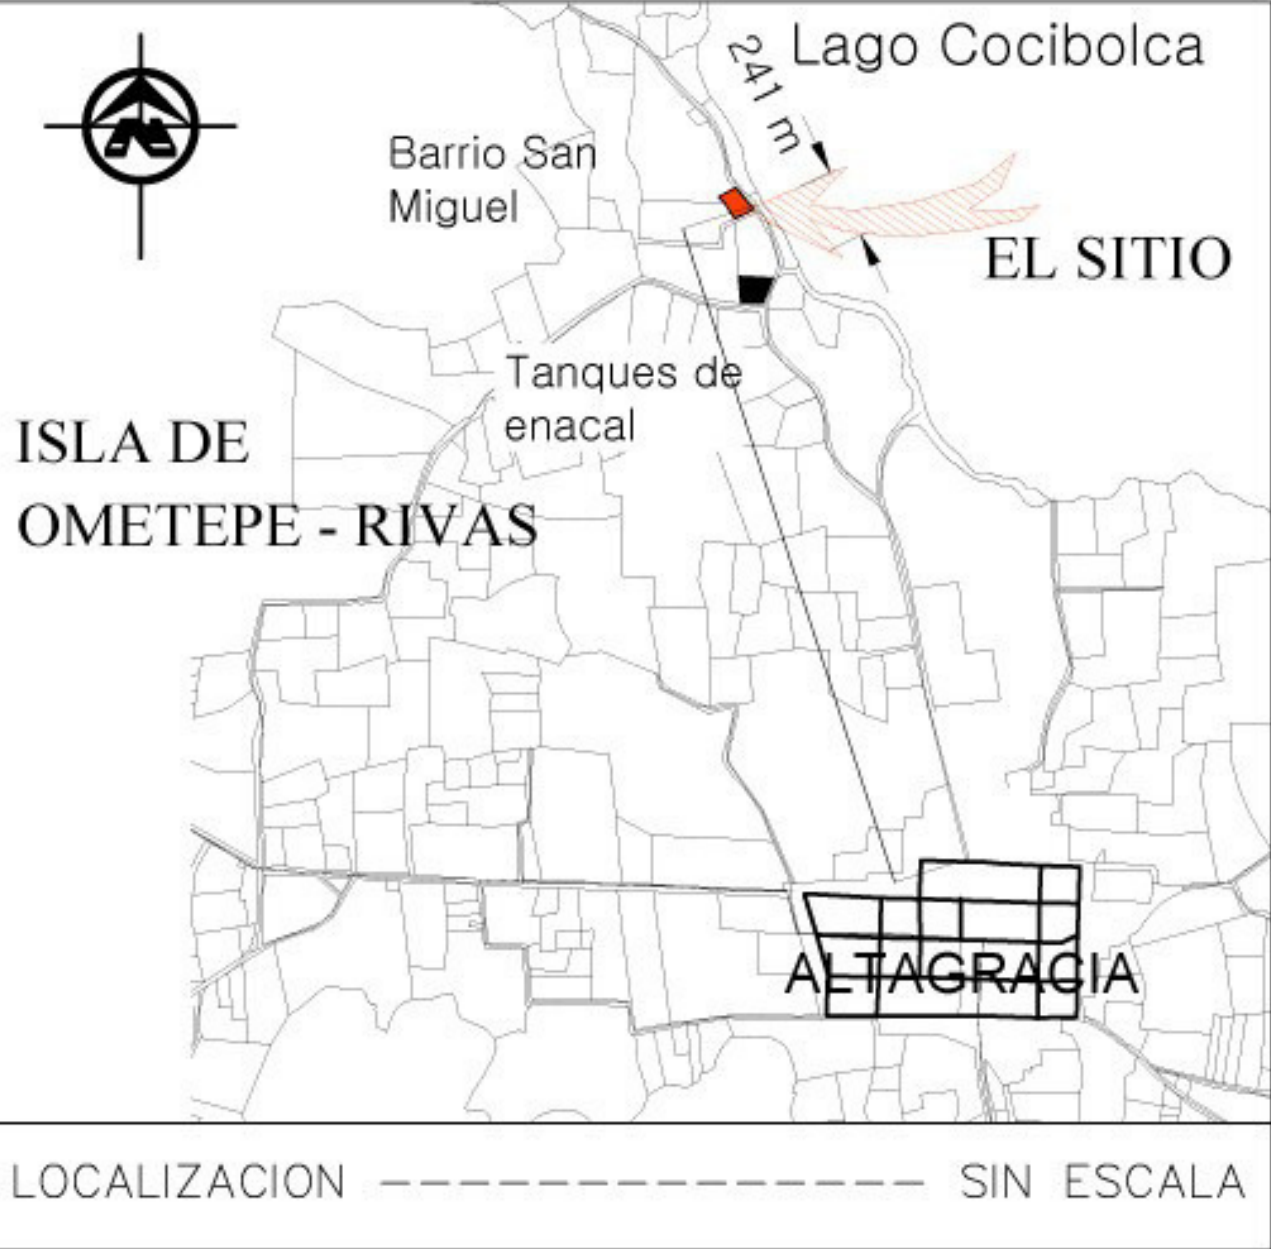 Lago Cocibolca
241 m
Barrio San
Miguel
EL SITIO
Tanques de
enacal
ISLA DE
OMETEPE - RIVAS
ALTAGRACIA
LOCALIZACION -------------- SIN ESCALA